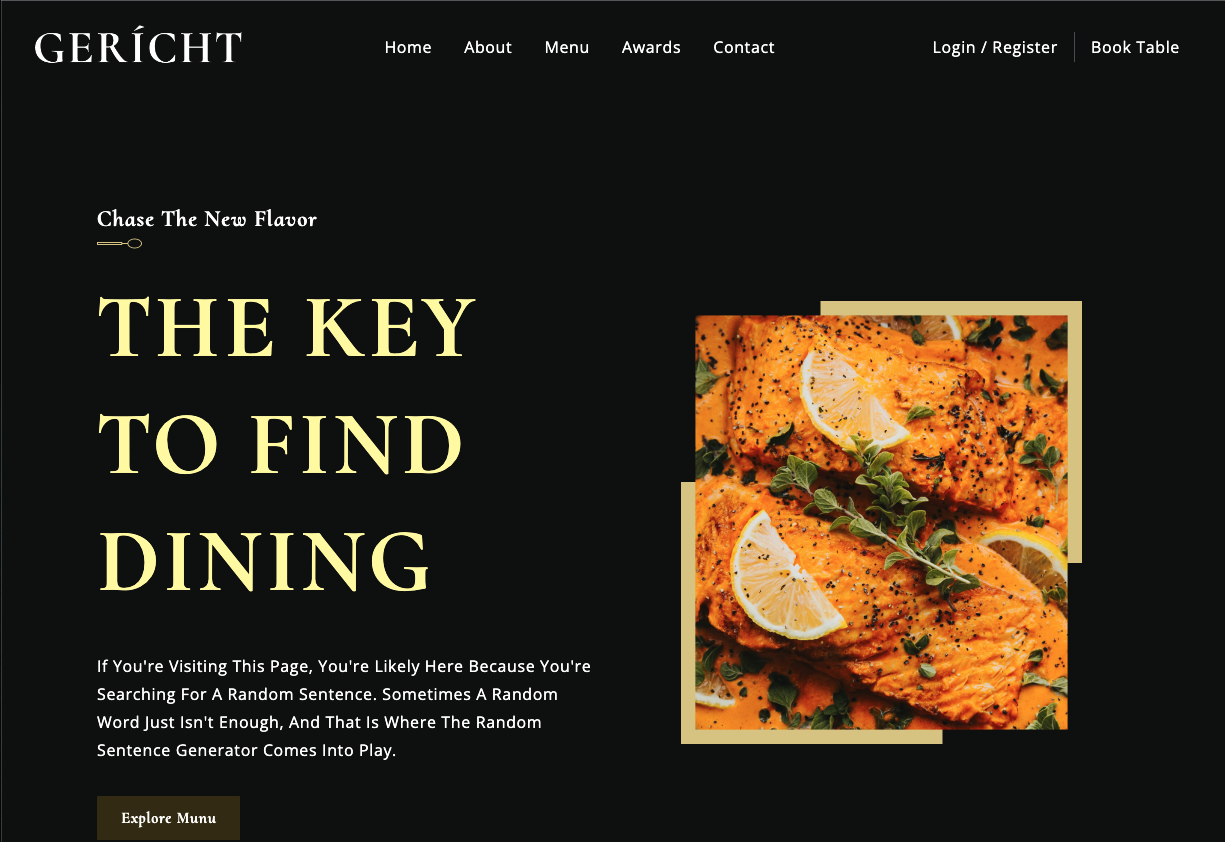 GERÍCHT
Home About Menu Awards Contact
Login / Register Book Table
Chase The New Flavor
THE KEY
TO FIND
DINING
If You're Visiting This Page, You're Likely Here Because You're
Searching For A Random Sentence. Sometimes A Random
Word Just Isn't Enough, And That Is Where The Random
Sentence Generator Comes Into Play.
Explore Munu